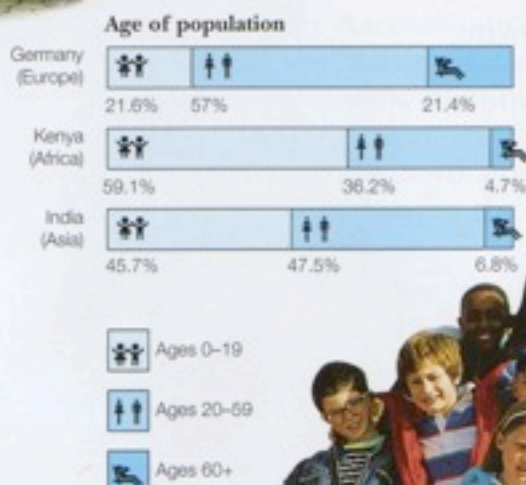 Age of population
Germany
(Europe)
21.6% 57% 21.4%
Kenya
(Africa)
59.1% 36.2% 4.7%
India
(Asia)
45.7% 47.5% 6.8%
Ages 0–19
Ages 20–59
Ages 60+